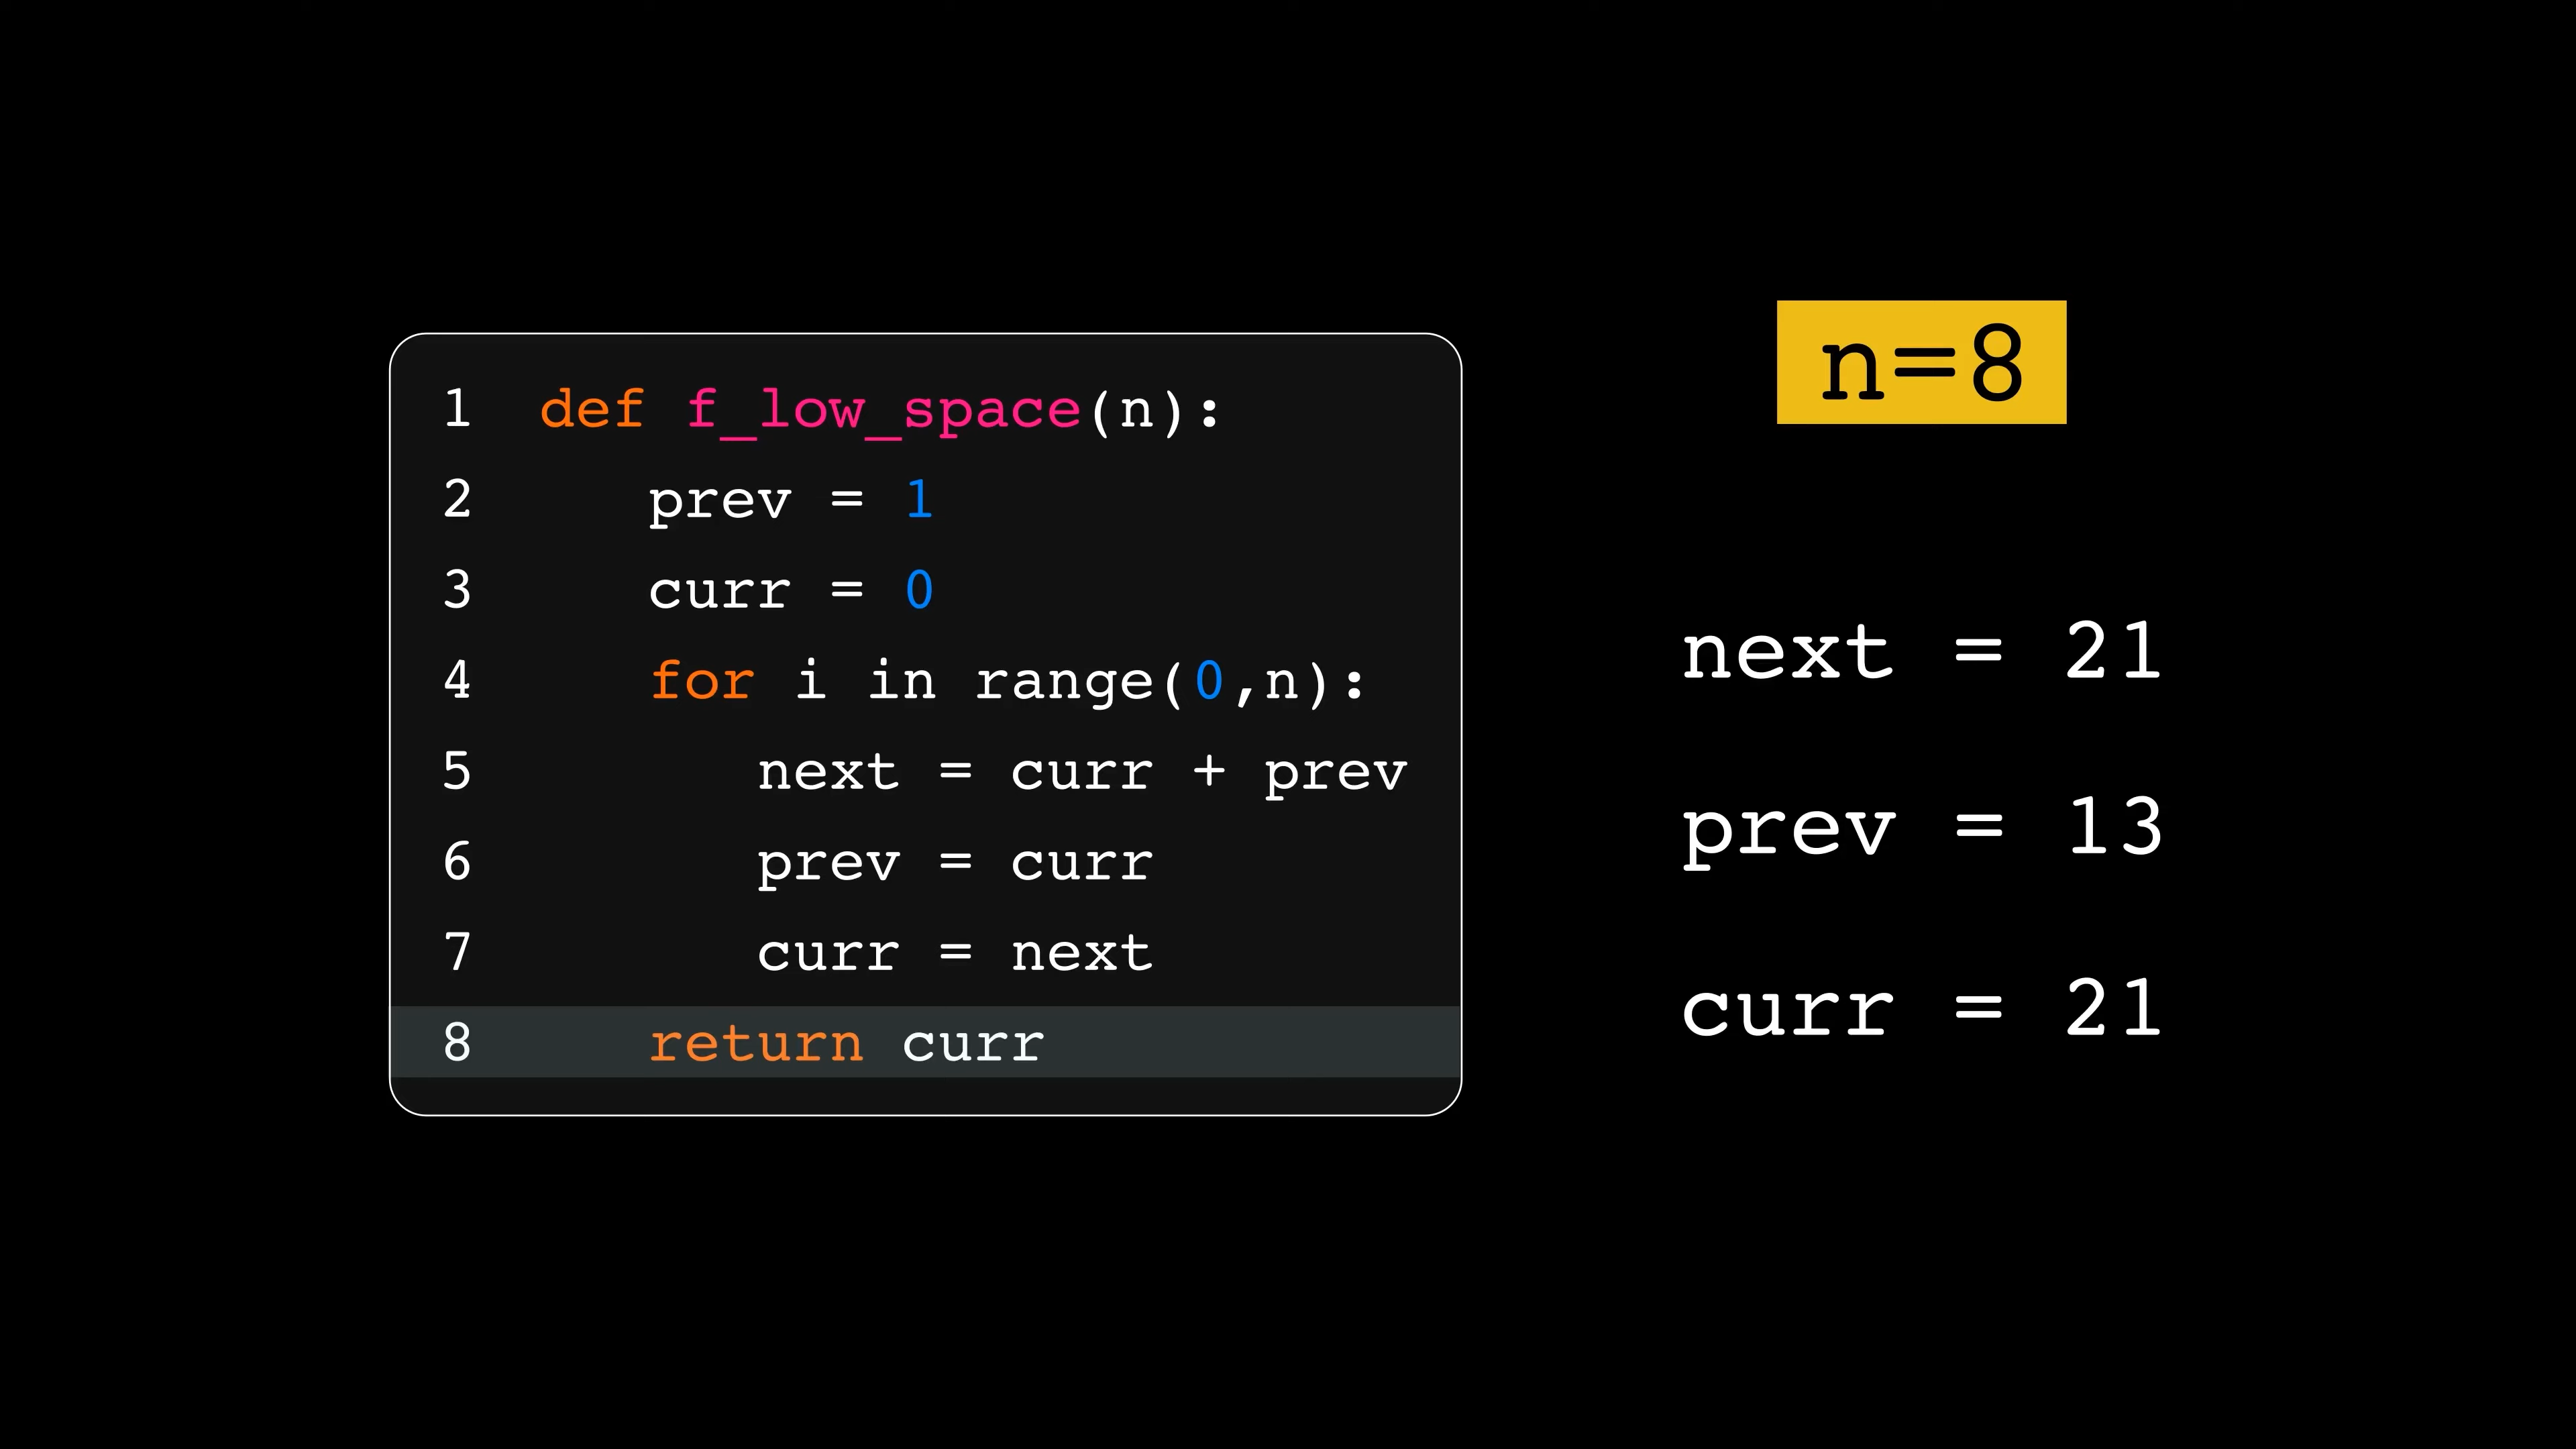 1 def f_low_space(n):
2 prev = 1
3 curr = 0
4 for i in range(0,n):
5 next = curr + prev
6 prev = curr
7 curr = next
8 return curr
n=8
next = 21
prev = 13
curr = 21